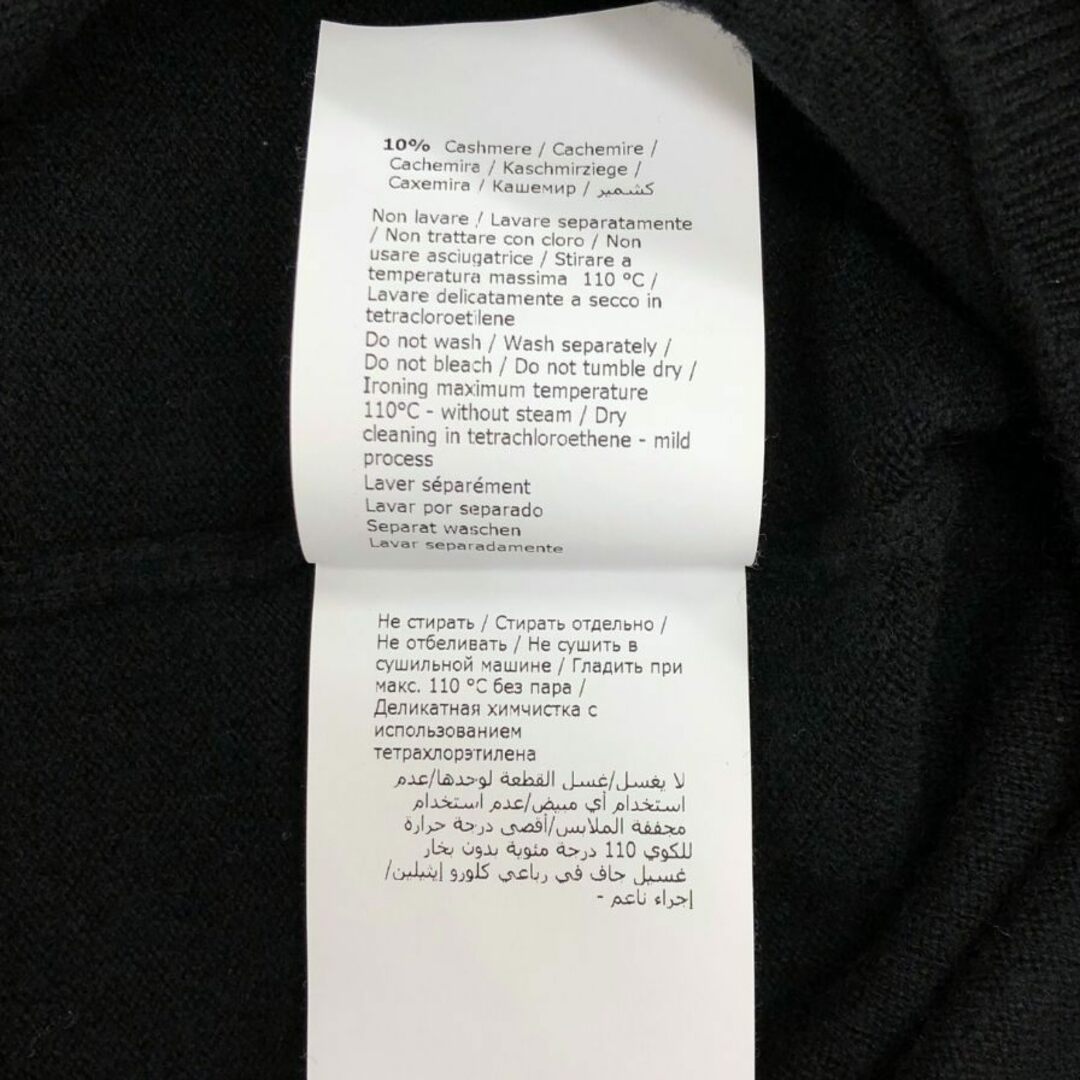 10% Cashmere / Cachemire /
Cachemira / Kaschmirziege /
Caxemira / Кашемир / كشمير
Non lavare / Lavare separatamente
/ Non trattare con cloro / Non
usare asciugatrice / Stirare a
temperatura massima 110 °C /
Lavare delicatamente a secco in
tetracloroetilene
Do not wash / Wash separately /
Do not bleach / Do not tumble dry /
Ironing maximum temperature
110°C - without steam / Dry
cleaning in tetrachloroethene - mild
process
Laver séparément
Lavar por separado
Separat waschen
Lavar separadamente
Не стирать / Стирать отдельно /
Не отбеливать / Не сушить в
сушильной машине / Гладить при
макс. 110 °C без пара /
Деликатная химчистка с
использованием
тетрахлорэтилена
لا يغسل/غسل القطعة لوحدها/عدم
استخدام أي مبيض/عدم استخدام
مجففة الملابس/أقصى درجة حرارة
للكوي 110 درجة مئوية بدون بخار
غسيل جاف في رباعي كلورو إيثيلين/
إجراء ناعم -